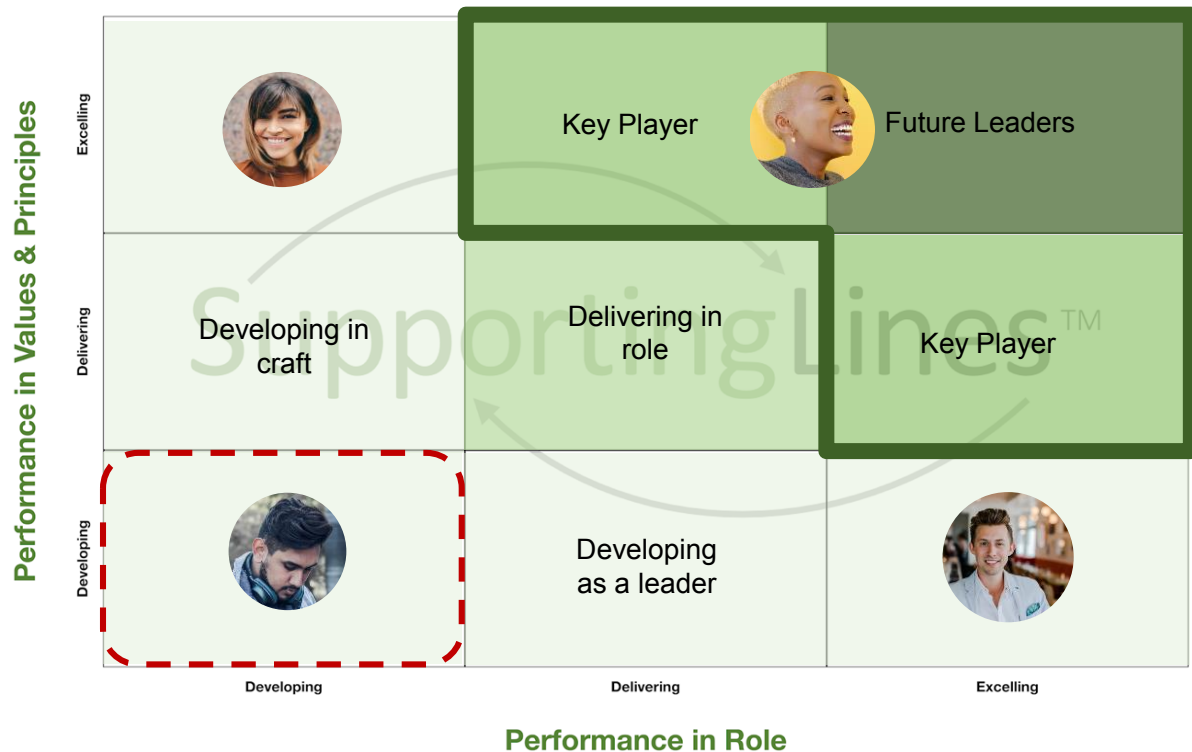 Performance in Values & Principles
Excelling
Delivering
Developing
Key Player
Future Leaders
Developing in
craft
Delivering in
role
Key Player
SupportingLines™
Developing
as a leader
Developing
Delivering
Excelling
Performance in Role